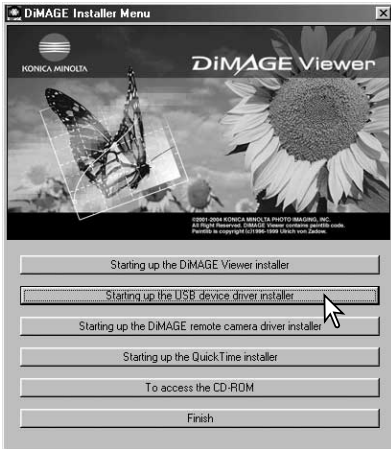 DiMAGE Installer Menu
KONICA MINOLTA
DiMAGE Viewer
©2001-2004 KONICA MINOLTA PHOTO IMAGING, INC.
All Right Reserved. DiMAGE Viewer contains paintlib code.
Paintlib is copyright (c)1996-1999 Ulrich von Zadow.
Starting up the DiMAGE Viewer installer
Starting up the USB device driver installer
Starting up the DiMAGE remote camera driver installer
Starting up the QuickTime installer
To access the CD-ROM
Finish